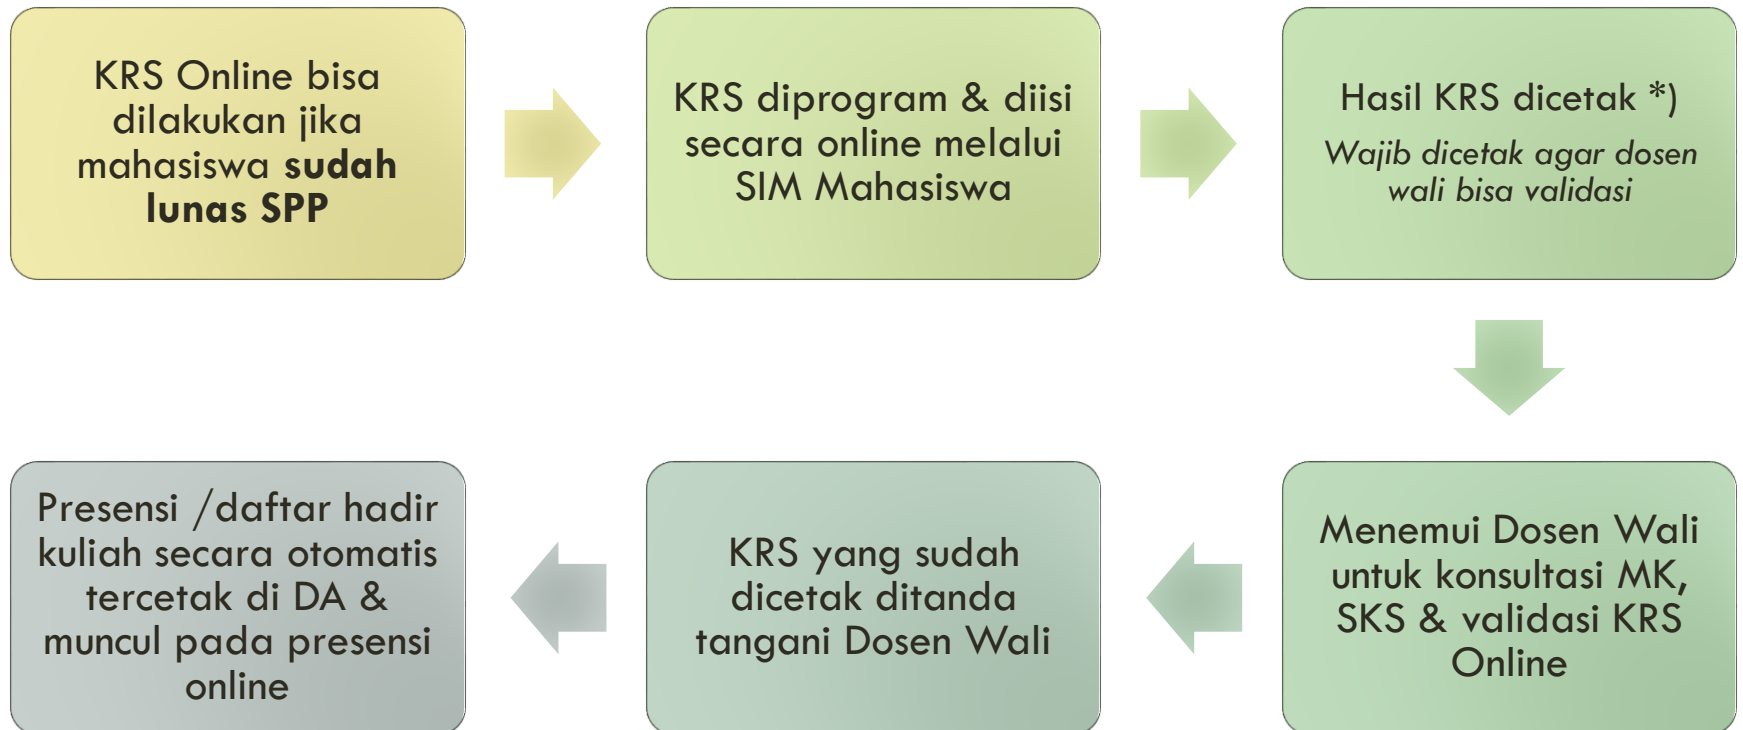 KRS Online bisa
dilakukan jika
mahasiswa sudah
lunas SPP
KRS diprogram & diisi
secara online melalui
SIM Mahasiswa
Hasil KRS dicetak *)
Wajib dicetak agar dosen
wali bisa validasi
Menemui Dosen Wali
untuk konsultasi MK,
SKS & validasi KRS
Online
KRS yang sudah
dicetak ditanda
tangani Dosen Wali
Presensi /daftar hadir
kuliah secara otomatis
tercetak di DA &
muncul pada presensi
online